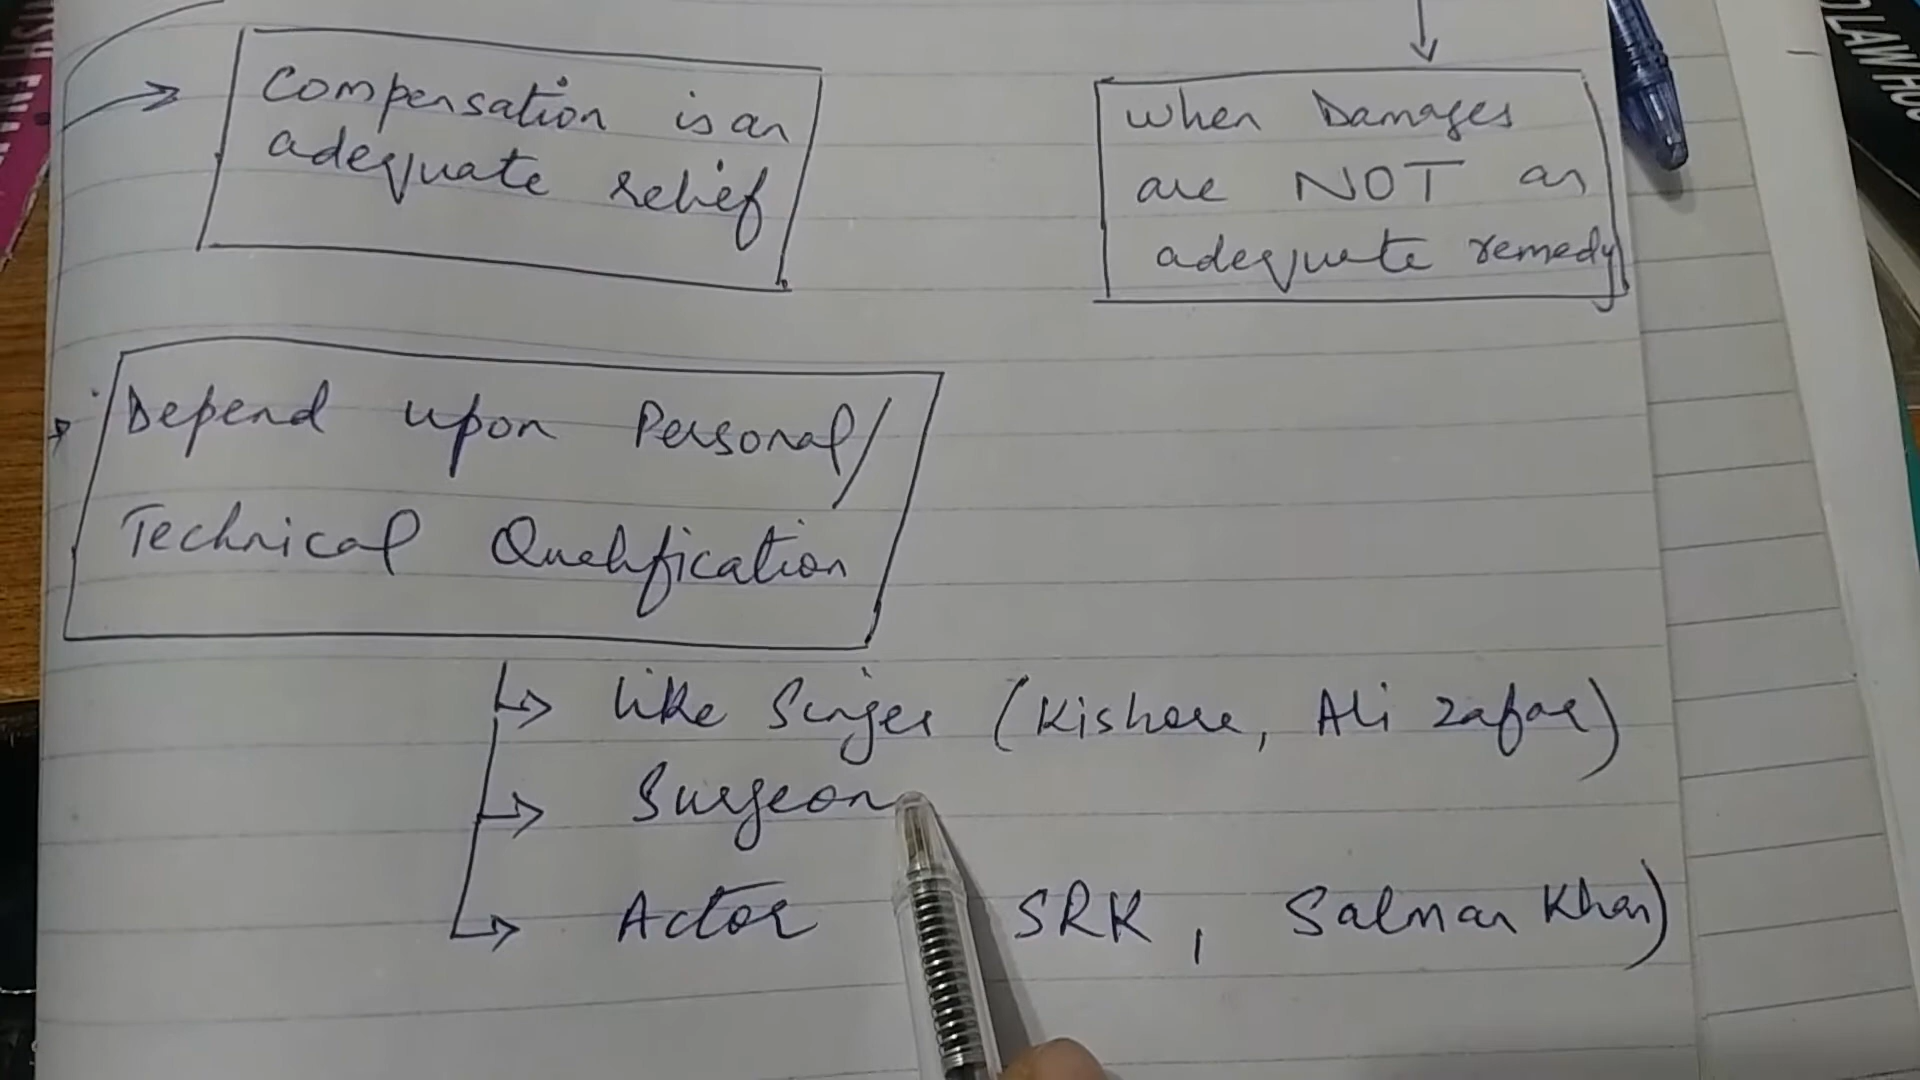 Compensation is an
adequate relief
when Damages
are NOT an
adequate remedy
Depend upon Personal/
Technical Qualification
like Singer (Kishore, Ali Zafar)
Surgeon
Actor SRK, Salman Khan)